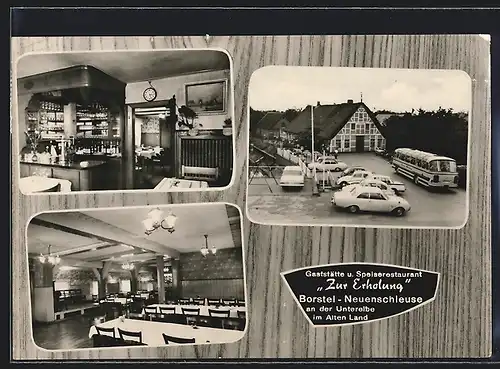 Gaststätte u. Speiserestaurant
"Zur Erholung"
Borstel - Neuenschleuse
an der Unterelbe
im Alten Land